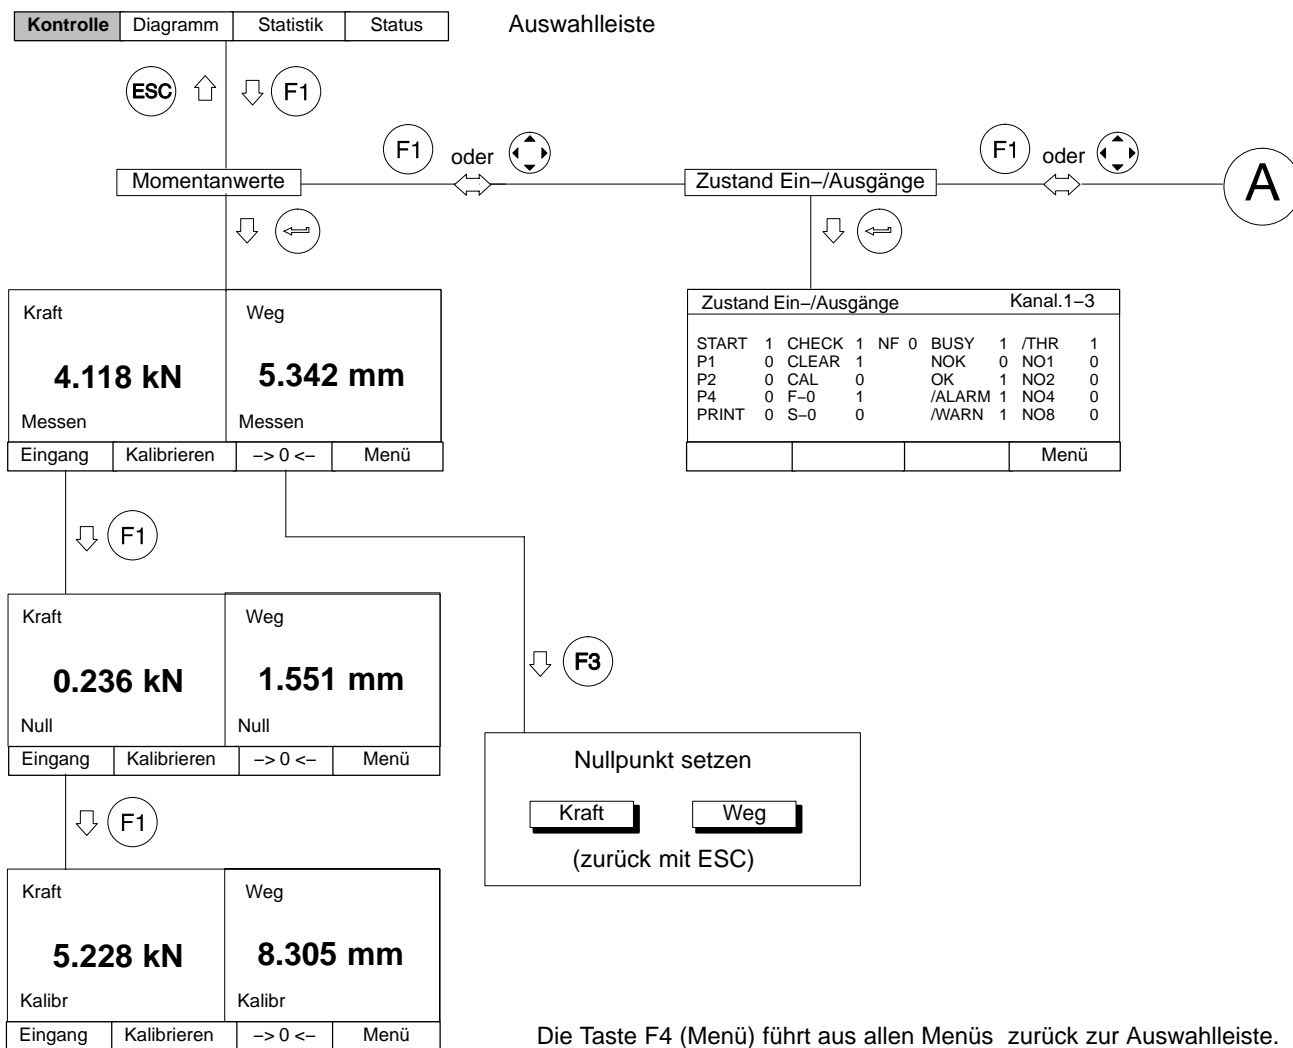 Kontrolle Diagramm Statistik Status Auswahlleiste
ESC F1
F1 oder F1 oder
Momentanwerte Zustand Ein–/Ausgänge A
Kraft Weg
4.118 kN 5.342 mm
Messen Messen
Eingang Kalibrieren –> 0 <– Menü
Zustand Ein–/Ausgänge Kanal.1–3
START 1 CHECK 1 NF 0 BUSY 1 /THR 1
P1 0 CLEAR 1 NOK 0 NO1 0
P2 0 CAL 0 OK 1 NO2 0
P4 0 F–0 1 /ALARM 1 NO4 0
PRINT 0 S–0 0 /WARN 1 NO8 0
Menü
F1
Kraft Weg
0.236 kN 1.551 mm
Null Null
Eingang Kalibrieren –> 0 <– Menü
F3
Nullpunkt setzen
Kraft Weg
(zurück mit ESC)
F1
Kraft Weg
5.228 kN 8.305 mm
Kalibr Kalibr
Eingang Kalibrieren –> 0 <– Menü
Die Taste F4 (Menü) führt aus allen Menüs zurück zur Auswahlleiste.